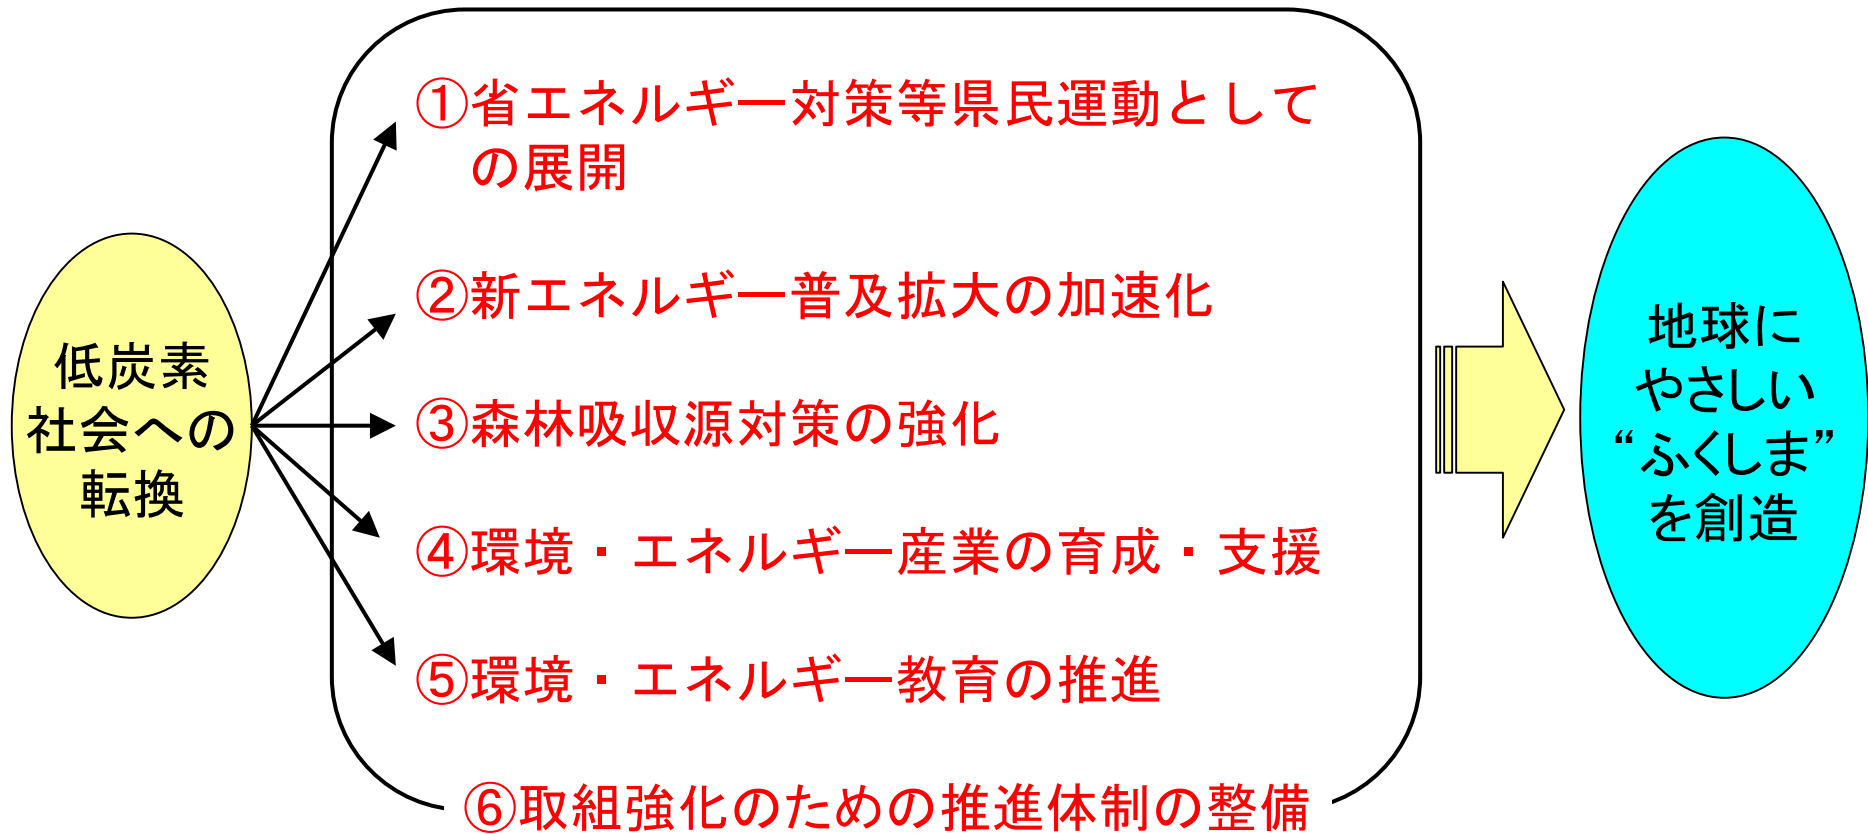 低炭素
社会への
転換
①省エネルギー対策等県民運動として
の展開
②新エネルギー普及拡大の加速化
③森林吸収源対策の強化
④環境・エネルギー産業の育成・支援
⑤環境・エネルギー教育の推進
⑥取組強化のための推進体制の整備
地球に
やさしい
“ふくしま”
を創造